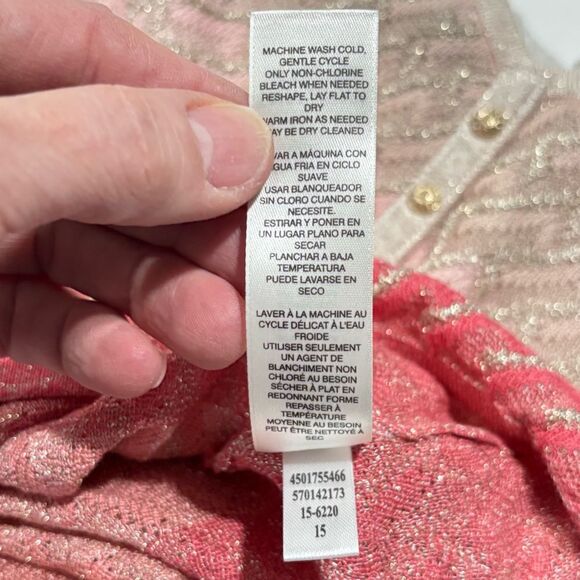 MACHINE WASH COLD,
GENTLE CYCLE
ONLY NON-CHLORINE
BLEACH WHEN NEEDED
RESHAPE, LAY FLAT TO
DRY
WARM IRON AS NEEDED
MAY BE DRY CLEANED
LAVAR A MÁQUINA CON
AGUA FRIA EN CICLO
SUAVE
USAR BLANQUEADOR
SIN CLORO CUANDO SE
NECESITE.
ESTIRAR Y PONER EN
UN LUGAR PLANO PARA
SECAR
PLANCHAR A BAJA
TEMPERATURA
PUEDE LAVARSE EN
SECO
LAVER À LA MACHINE AU
CYCLE DÉLICAT À L'EAU
FROIDE
UTILISER SEULEMENT
UN AGENT DE
BLANCHIMENT NON
CHLORÉ AU BESOIN
SÉCHER À PLAT EN
REDONNANT FORME
REPASSER À
TEMPÉRATURE
MOYENNE AU BESOIN
PEUT ÊTRE NETTOYÉ À
SEC
4501755466
570142173
15-6220
15